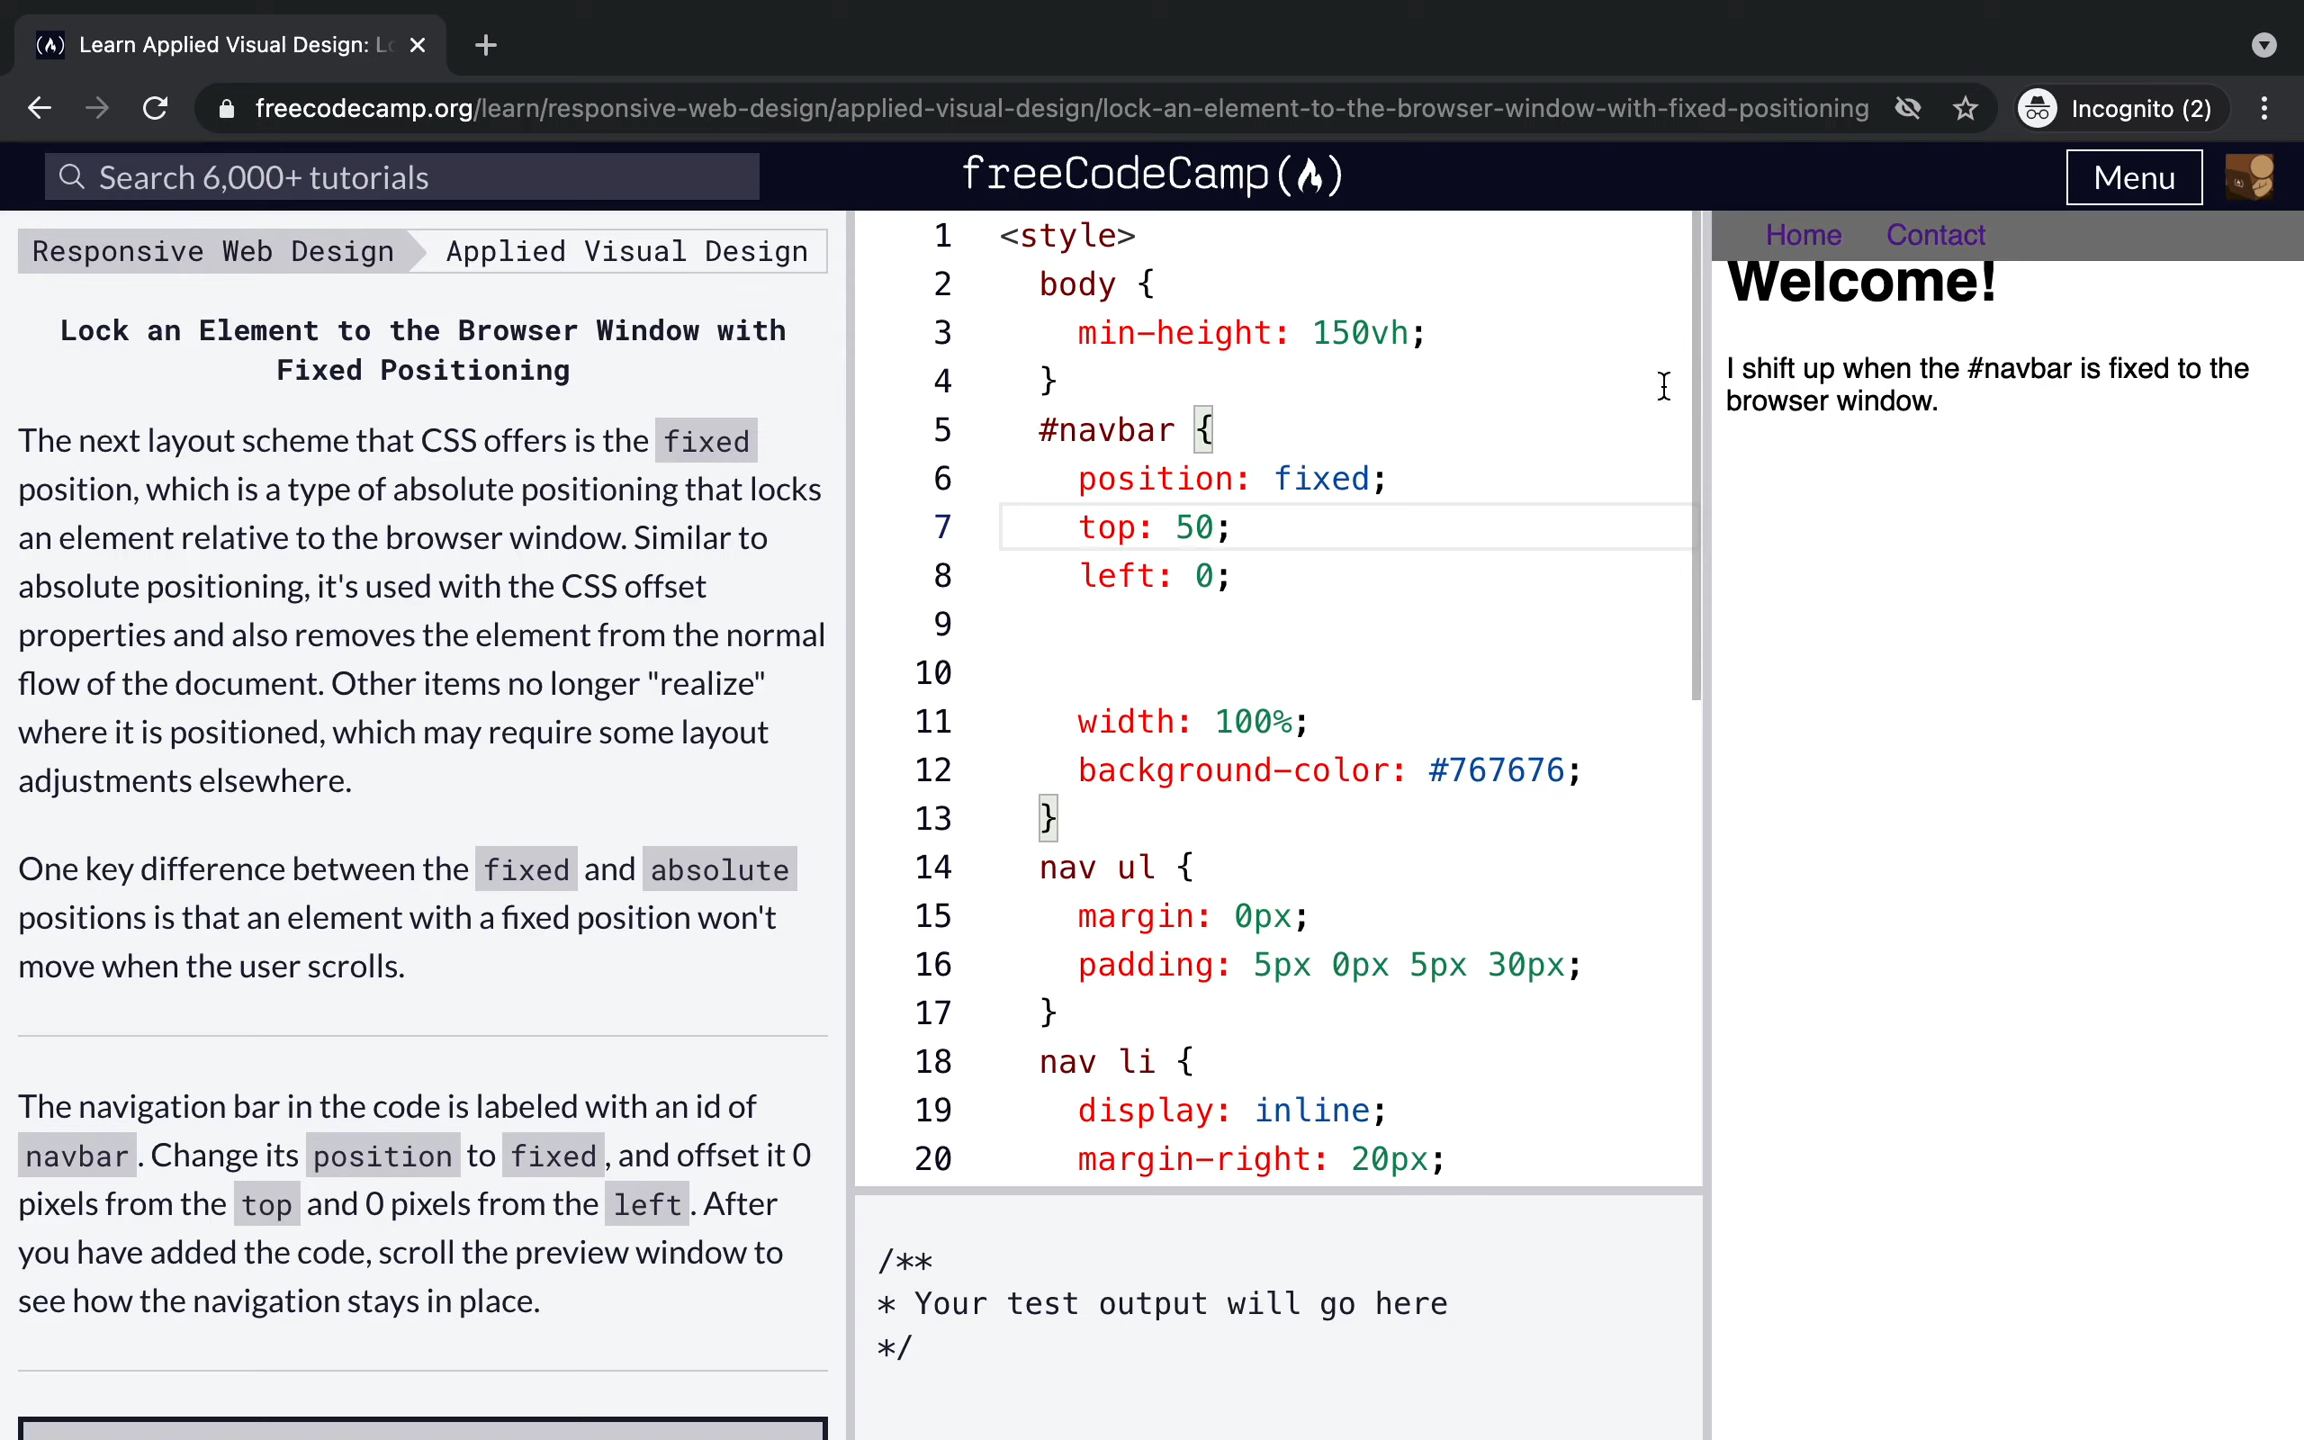 Learn Applied Visual Design: Lo
freecodecamp.org/learn/responsive-web-design/applied-visual-design/lock-an-element-to-the-browser-window-with-fixed-positioning
Incognito (2)
Search 6,000+ tutorials
freeCodeCamp
Menu
Responsive Web Design
Applied Visual Design
Lock an Element to the Browser Window with
Fixed Positioning
The next layout scheme that CSS offers is the fixed
position, which is a type of absolute positioning that locks
an element relative to the browser window. Similar to
absolute positioning, it's used with the CSS offset
properties and also removes the element from the normal
flow of the document. Other items no longer "realize"
where it is positioned, which may require some layout
adjustments elsewhere.
One key difference between the fixed and absolute
positions is that an element with a fixed position won't
move when the user scrolls.
The navigation bar in the code is labeled with an id of
navbar. Change its position to fixed, and offset it 0
pixels from the top and 0 pixels from the left. After
you have added the code, scroll the preview window to
see how the navigation stays in place.
1 <style>
2 body {
3 min-height: 150vh;
4 }
5 #navbar {
6 position: fixed;
7 top: 50;
8 left: 0;
9
10
11 width: 100%;
12 background-color: #767676;
13 }
14 nav ul {
15 margin: 0px;
16 padding: 5px 0px 5px 30px;
17 }
18 nav li {
19 display: inline;
20 margin-right: 20px;
/**
* Your test output will go here
*/
Home Contact
Welcome!
I shift up when the #navbar is fixed to the
browser window.